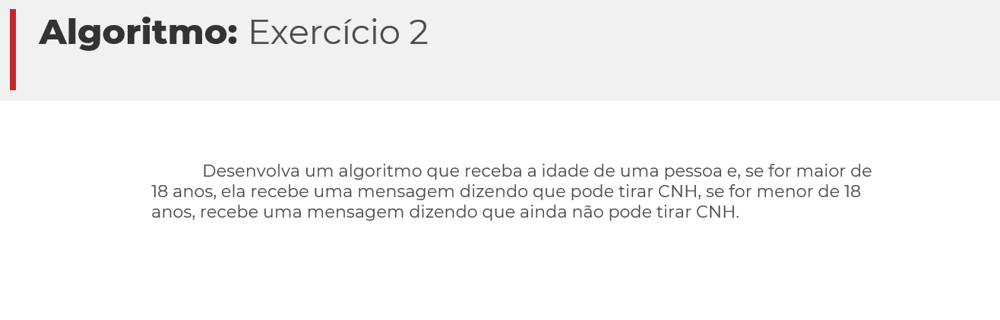 Algoritmo: Exercício 2
Desenvolva um algoritmo que receba a idade de uma pessoa e, se for maior de
18 anos, ela recebe uma mensagem dizendo que pode tirar CNH, se for menor de 18
anos, recebe uma mensagem dizendo que ainda não pode tirar CNH.